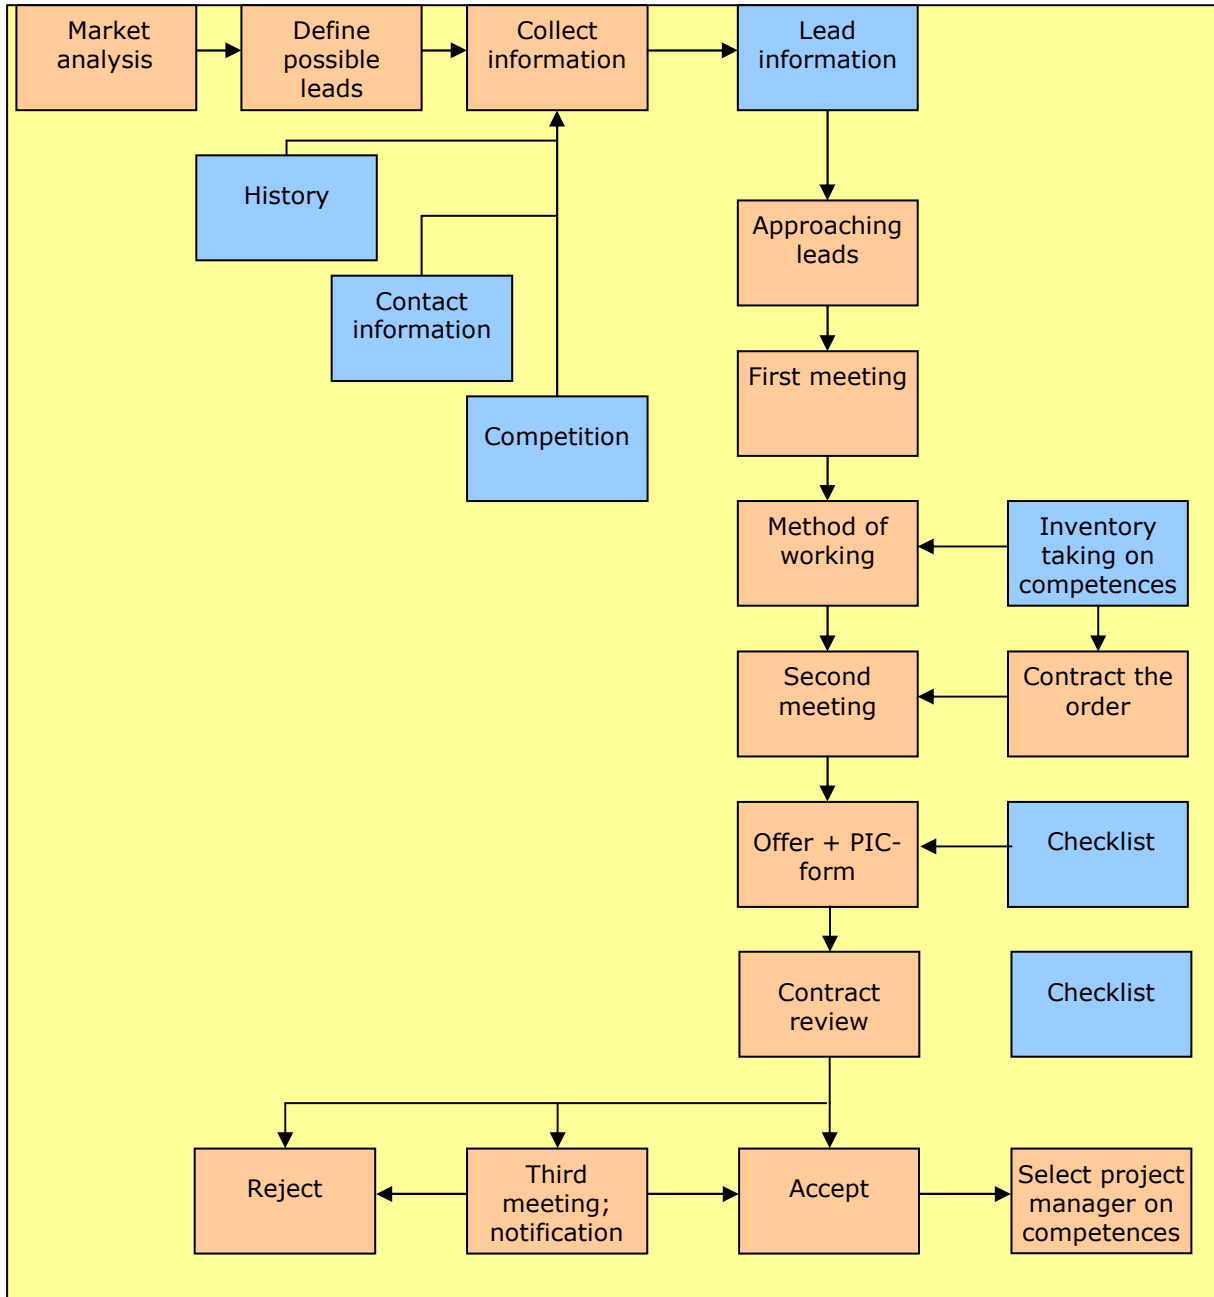 Market
analysis
Define
possible
leads
Collect
information
Lead
information
History
Approaching
leads
Contact
information
First meeting
Competition
Method of
working
Inventory
taking on
competences
Second
meeting
Contract the
order
Offer + PIC-
form
Checklist
Contract
review
Checklist
Reject
Third
meeting;
notification
Accept
Select project
manager on
competences